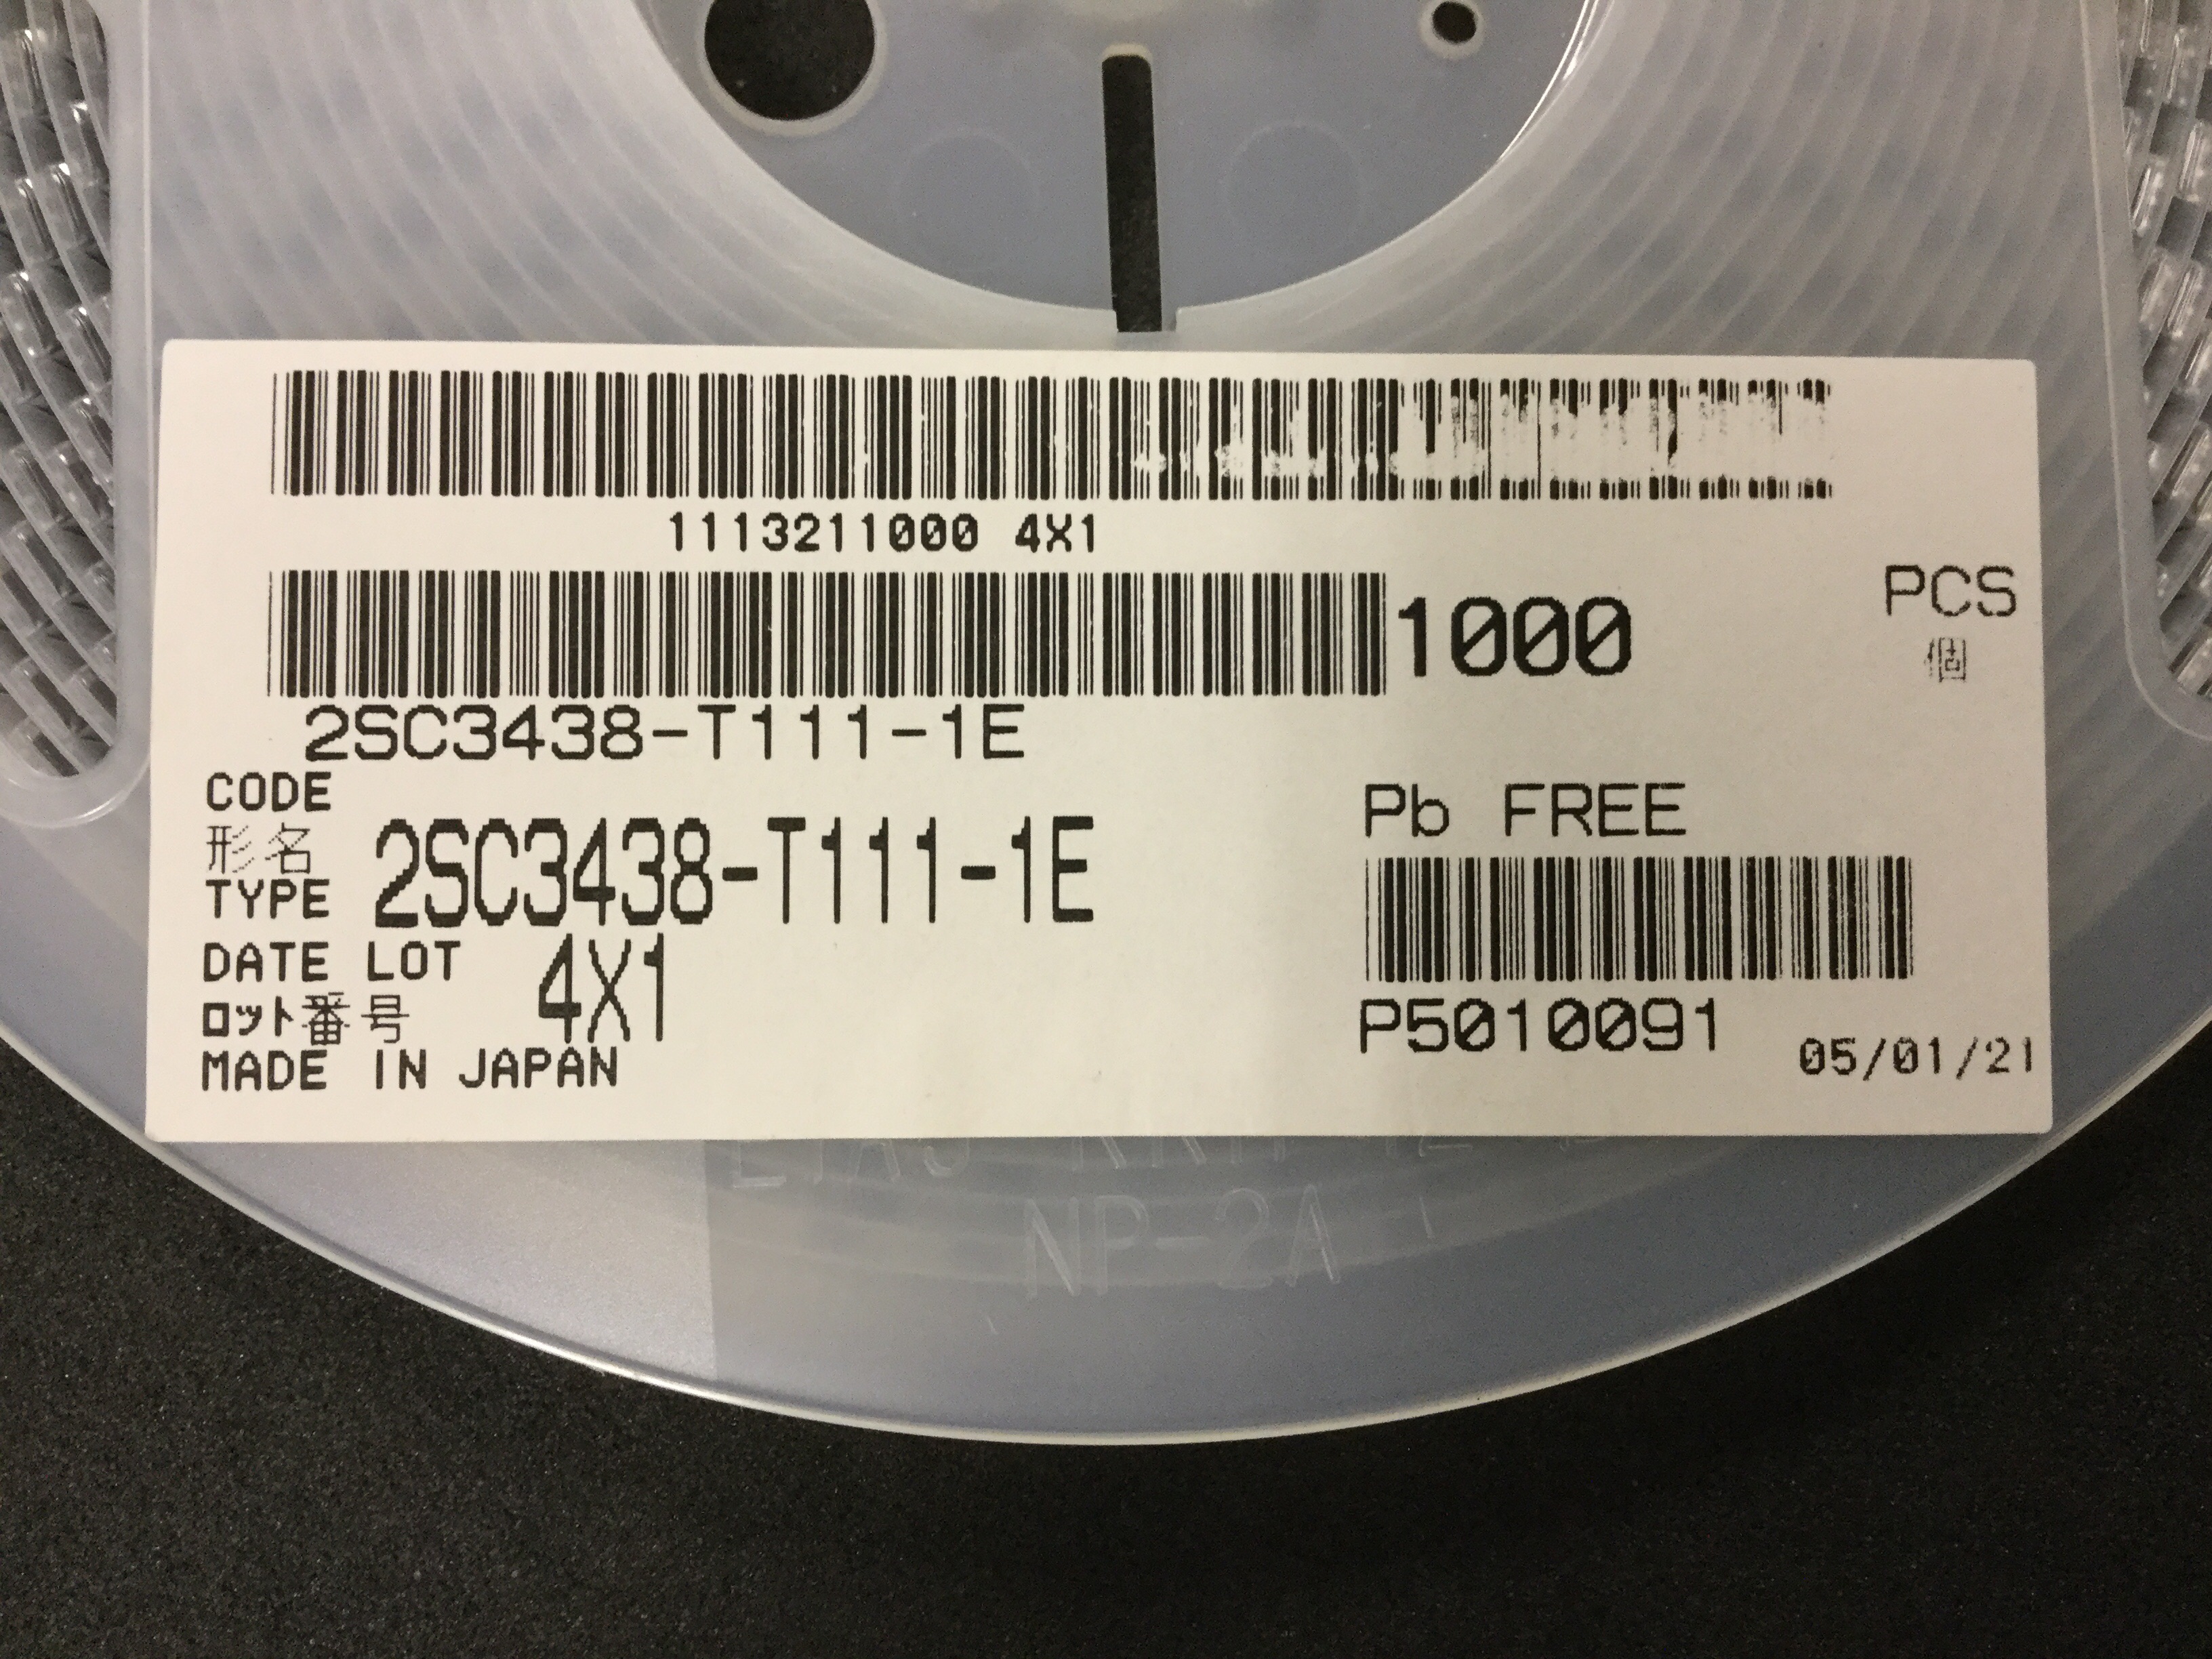 1113211000 4X1
1000 PCS
個
2SC3438-T111-1E
CODE
形名
TYPE 2SC3438-T111-1E
Pb FREE
DATE LOT 4X1
ロット番号
P5010091
05/01/21
MADE IN JAPAN
NP-2A